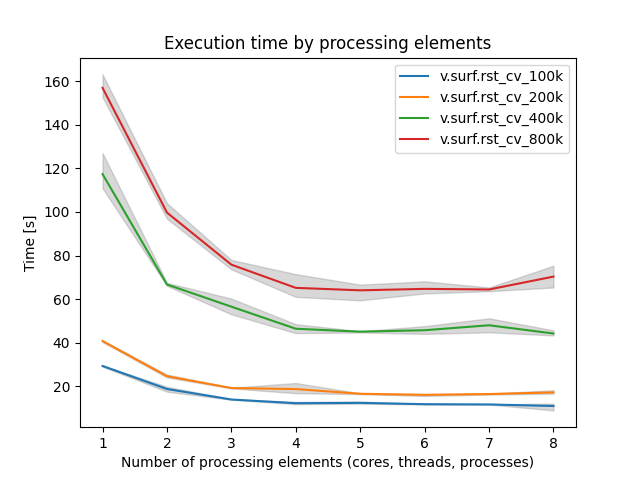 Execution time by processing elements
v.surf.rst_cv_100k
v.surf.rst_cv_200k
v.surf.rst_cv_400k
v.surf.rst_cv_800k
Time [s]
160
140
120
100
80
60
40
20
1 2 3 4 5 6 7 8
Number of processing elements (cores, threads, processes)